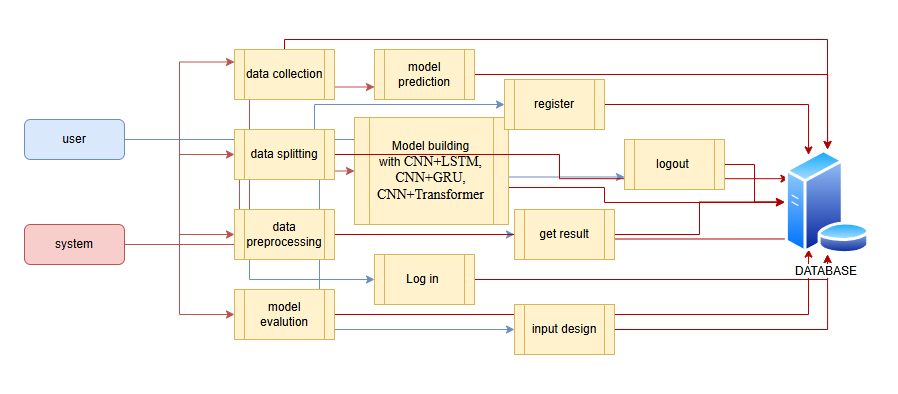 data collection
model
prediction
register
user
data splitting
Model building
with CNN+LSTM,
CNN+GRU,
CNN+Transformer
logout
system
data
preprocessing
get result
DATABASE
Log in
model
evalution
input design